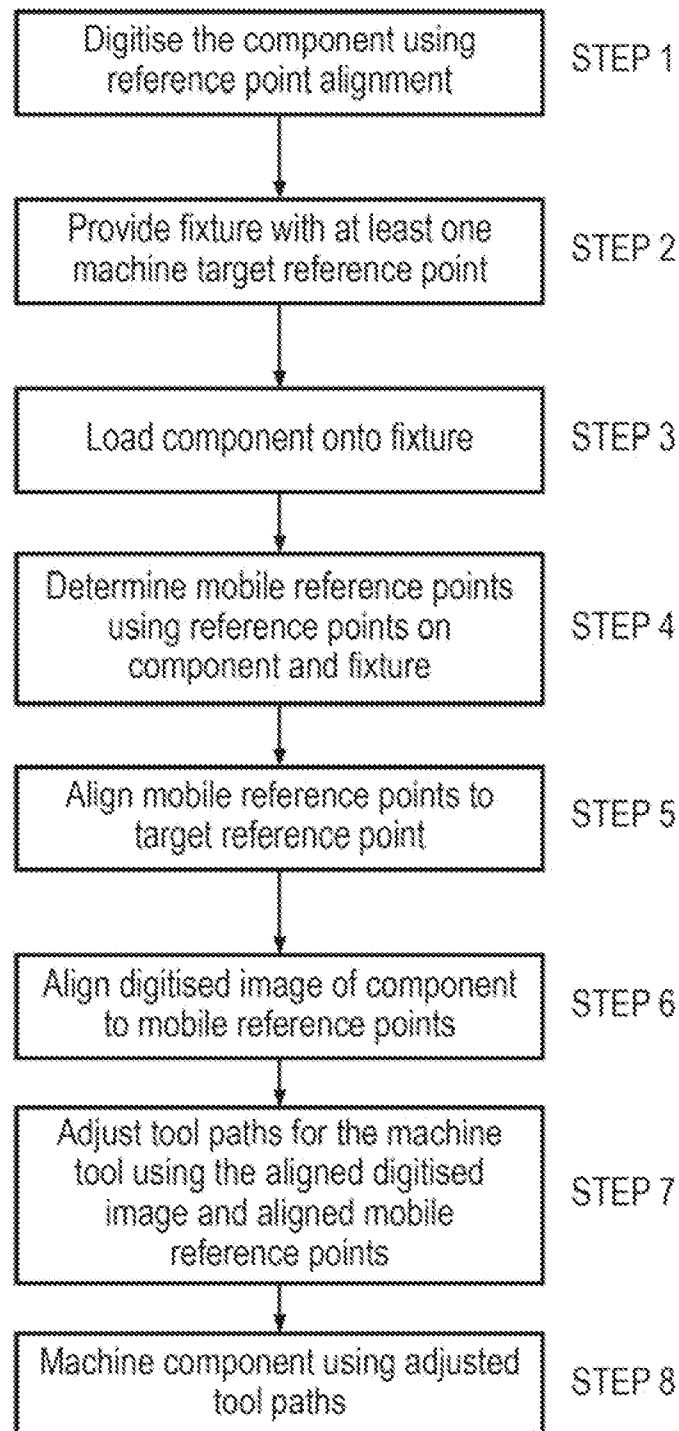 Digitise the component using
reference point alignment
STEP 1
Provide fixture with at least one
machine target reference point
STEP 2
Load component onto fixture
STEP 3
Determine mobile reference points
using reference points on
component and fixture
STEP 4
Align mobile reference points to
target reference point
STEP 5
Align digitised image of component
to mobile reference points
STEP 6
Adjust tool paths for the machine
tool using the aligned digitised
image and aligned mobile
reference points
STEP 7
Machine component using adjusted
tool paths
STEP 8